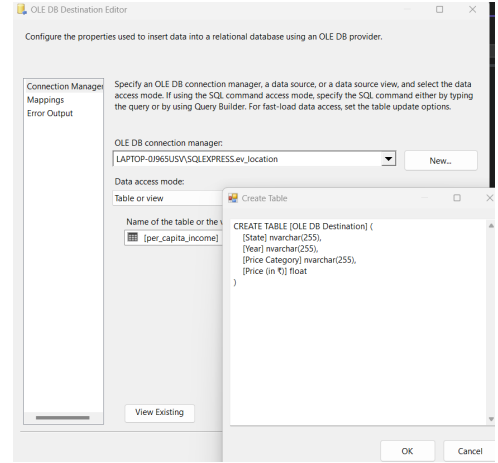 OLE DB Destination Editor
Configure the properties used to insert data into a relational database using an OLE DB provider.
Connection Manager
Mappings
Error Output
Specify an OLE DB connection manager, a data source, or a data source view, and select the data
access mode. If using the SQL command access mode, specify the SQL command either by typing
the query or by using Query Builder. For fast-load data access, set the table update options.
OLE DB connection manager:
LAPTOP-0J965USV\SQLEXPRESS.ev_location
New...
Data access mode:
Table or view
Name of the table or the
[per_capita_income]
View Existing
Create Table
CREATE TABLE [OLE DB Destination] (
[State] nvarchar(255),
[Year] nvarchar(255),
[Price Category] nvarchar(255),
[Price (in ₹)] float
)
OK
Cancel